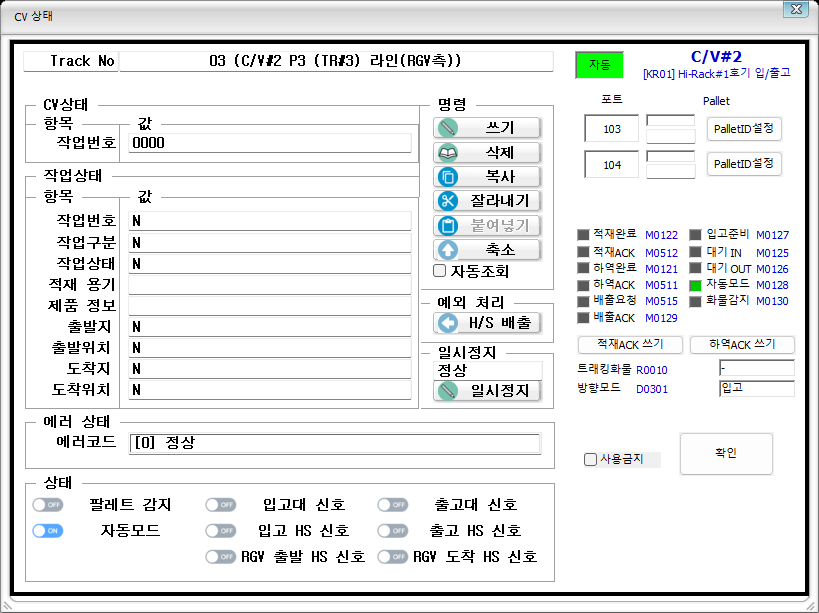 CV 상태
Track No 03 (C/V#2 P3 (TR#3) 라인(RGV측))
CV상태
항목 값
작업번호 0000
작업상태
항목 값
작업번호 N
작업구분 N
작업상태 N
적재 용기
제품 정보
출발지 N
출발위치 N
도착지 N
도착위치 N
에러 상태
에러코드 [0] 정상
명령
쓰기
삭제
복사
잘라내기
붙여넣기
축소
자동조회
예외 처리
H/S 배출
일시정지
정상
일시정지
상태
OFF 팔레트 감지 OFF 입고대 신호 OFF 출고대 신호
ON 자동모드 OFF 입고 HS 신호 OFF 출고 HS 신호
OFF RGV 출발 HS 신호 OFF RGV 도착 HS 신호
자동 C/V#2
[KR01] Hi-Rack#1호기 입/출고
포트 Pallet
103 PalletID설정
104 PalletID설정
적재완료 M0122 입고준비 M0127
적재ACK M0512 대기 IN M0125
하역완료 M0121 대기 OUT M0126
하역ACK M0511 자동모드 M0128
배출요청 M0515 화물감지 M0130
배출ACK M0129
적재ACK 쓰기 하역ACK 쓰기
트래킹화물 R0010 -
방향모드 D0301 입고
사용금지 확인